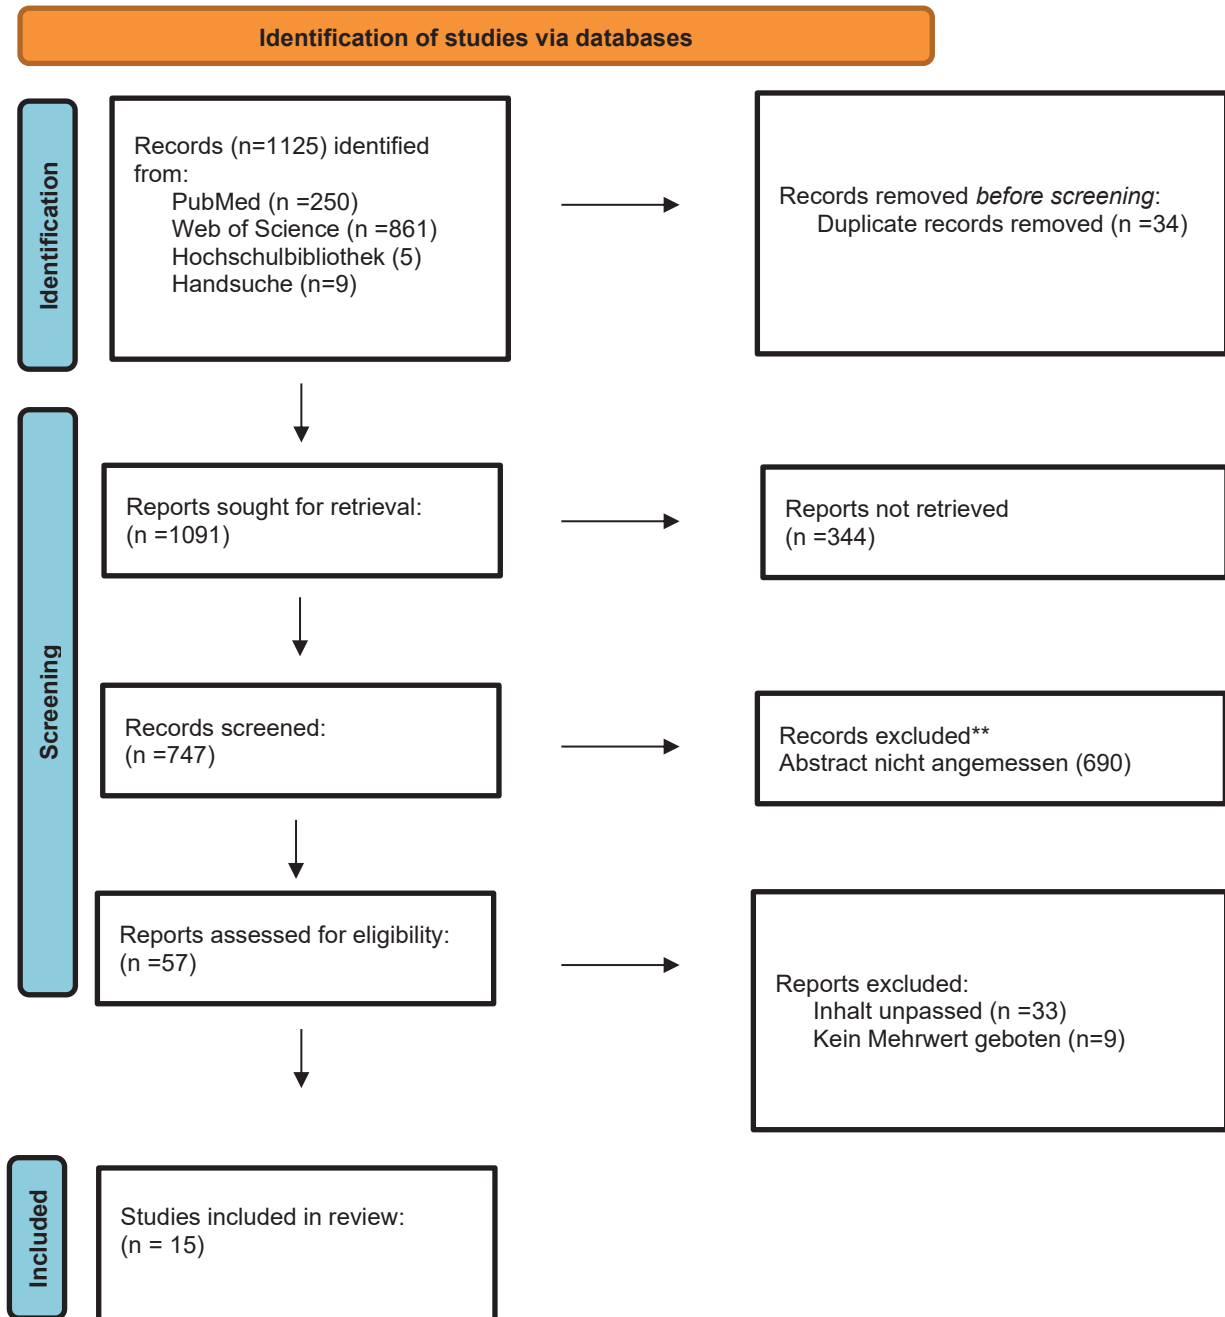 Identification of studies via databases
Identification
Records (n=1125) identified
from:
PubMed (n =250)
Web of Science (n =861)
Hochschulbibliothek (5)
Handsuche (n=9)
Records removed before screening:
Duplicate records removed (n =34)
Screening
Reports sought for retrieval:
(n =1091)
Reports not retrieved
(n =344)
Records screened:
(n =747)
Records excluded**
Abstract nicht angemessen (690)
Reports assessed for eligibility:
(n =57)
Reports excluded:
Inhalt unpassed (n =33)
Kein Mehrwert geboten (n=9)
Included
Studies included in review:
(n = 15)